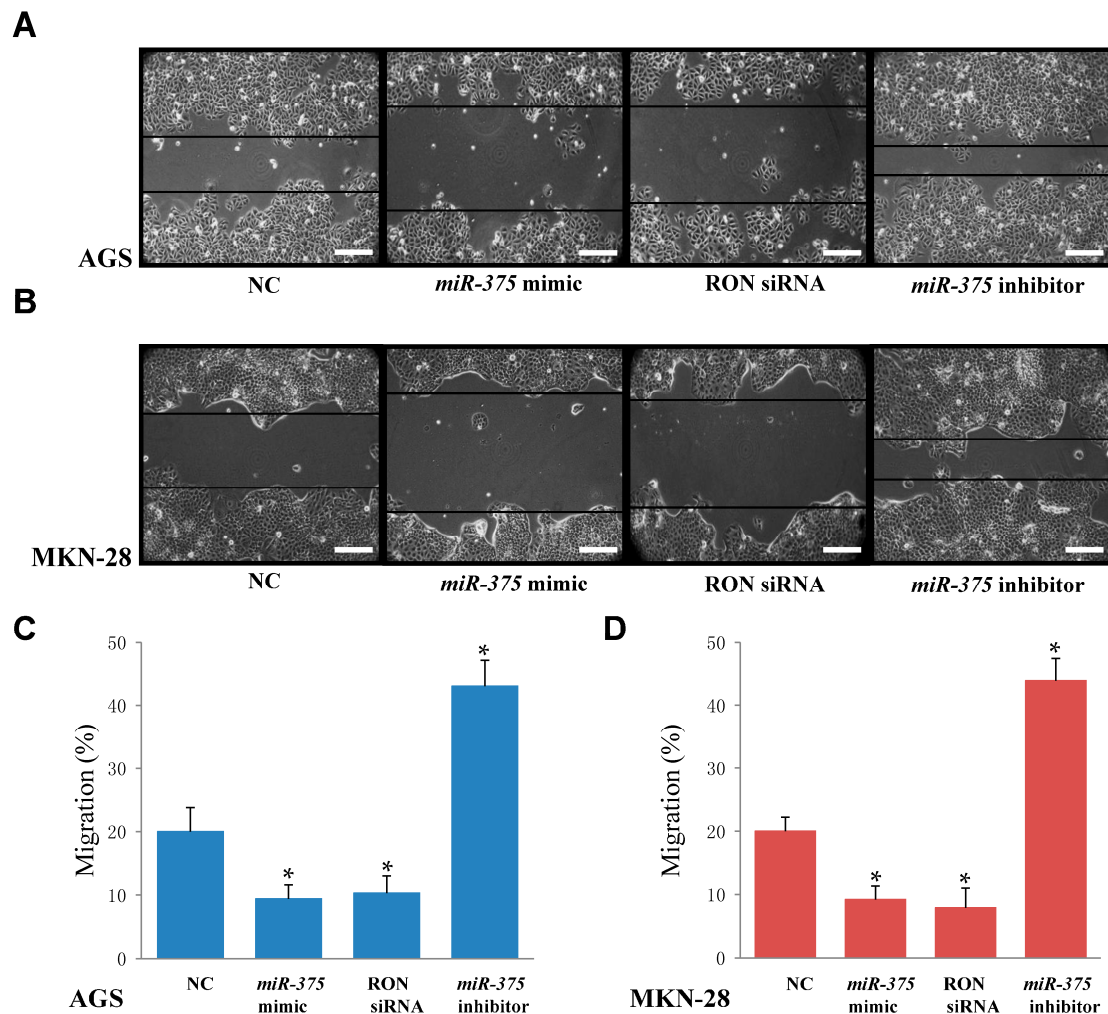 A
AGS
NC
miR-375 mimic
RON siRNA
miR-375 inhibitor
B
MKN-28
NC
miR-375 mimic
RON siRNA
miR-375 inhibitor
C
Migration (%)
50
40
30
20
10
0
*
*
*
NC
miR-375
mimic
RON
siRNA
miR-375
inhibitor
AGS
D
Migration (%)
50
40
30
20
10
0
*
*
*
NC
miR-375
mimic
RON
siRNA
miR-375
inhibitor
MKN-28